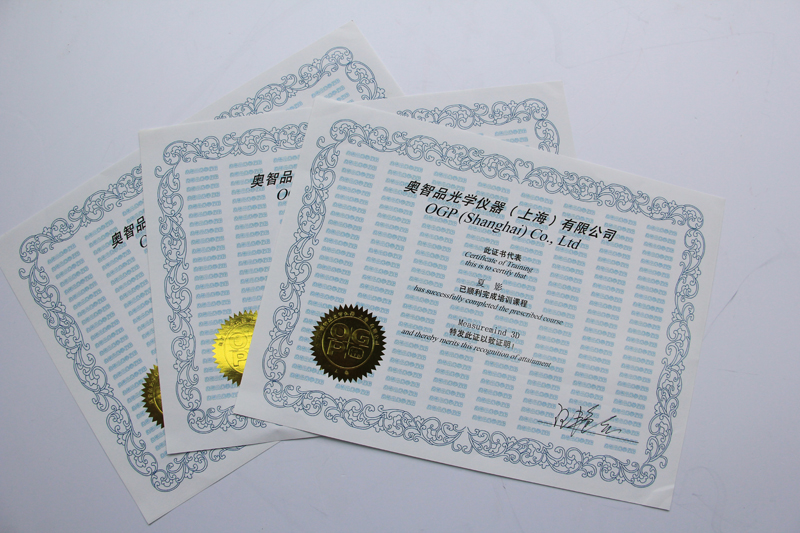 奥智品光学仪器（上海）有限公司
OGP (Shanghai) Co., Ltd
此证书代表
Certificate of Training
this is to certify that
夏 影
已顺利完成培训课程
has successfully completed the prescribed course
Measuremind 3D
特发此证以致证明：
and thereby merits this recognition of attainment
奥智品
O
奥智品